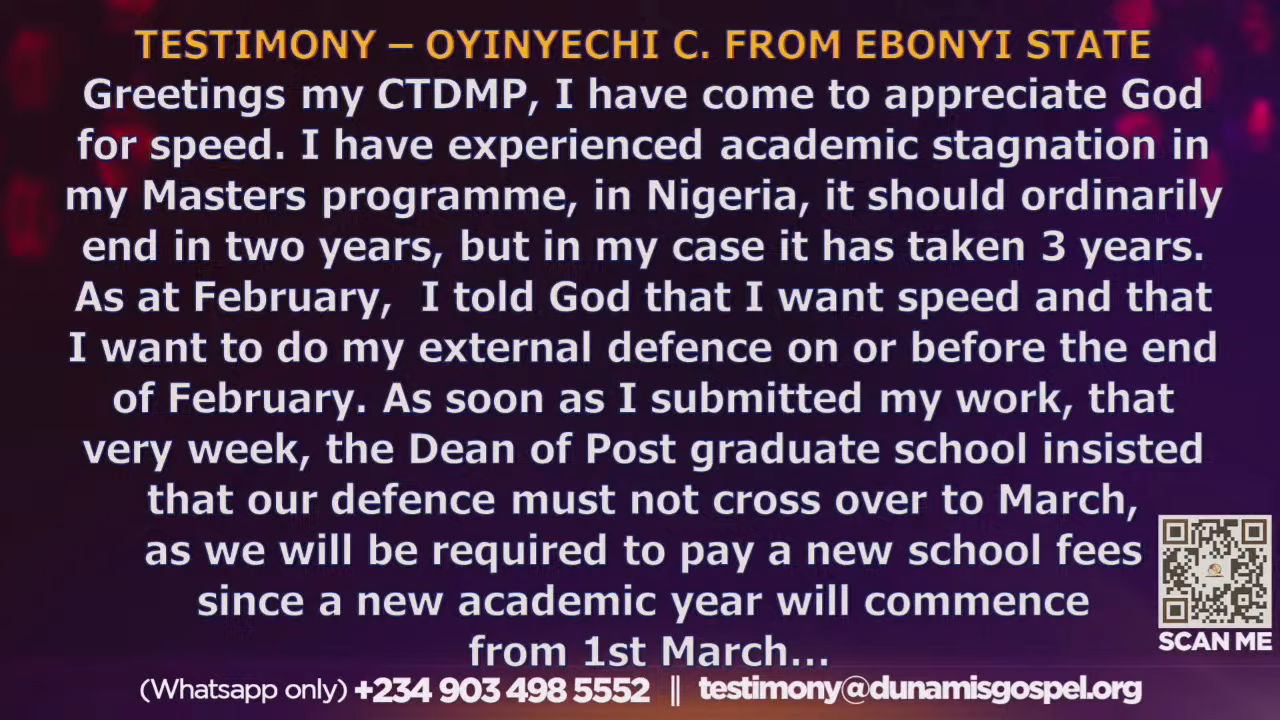 TESTIMONY – OYINYECHI C. FROM EBONYI STATE
Greetings my CTDMP, I have come to appreciate God
for speed. I have experienced academic stagnation in
my Masters programme, in Nigeria, it should ordinarily
end in two years, but in my case it has taken 3 years.
As at February,  I told God that I want speed and that
I want to do my external defence on or before the end
of February. As soon as I submitted my work, that
very week, the Dean of Post graduate school insisted
that our defence must not cross over to March,
as we will be required to pay a new school fees
since a new academic year will commence
from 1st March...
SCAN ME
(Whatsapp only) +234 903 498 5552 || testimony@dunamisgospel.org